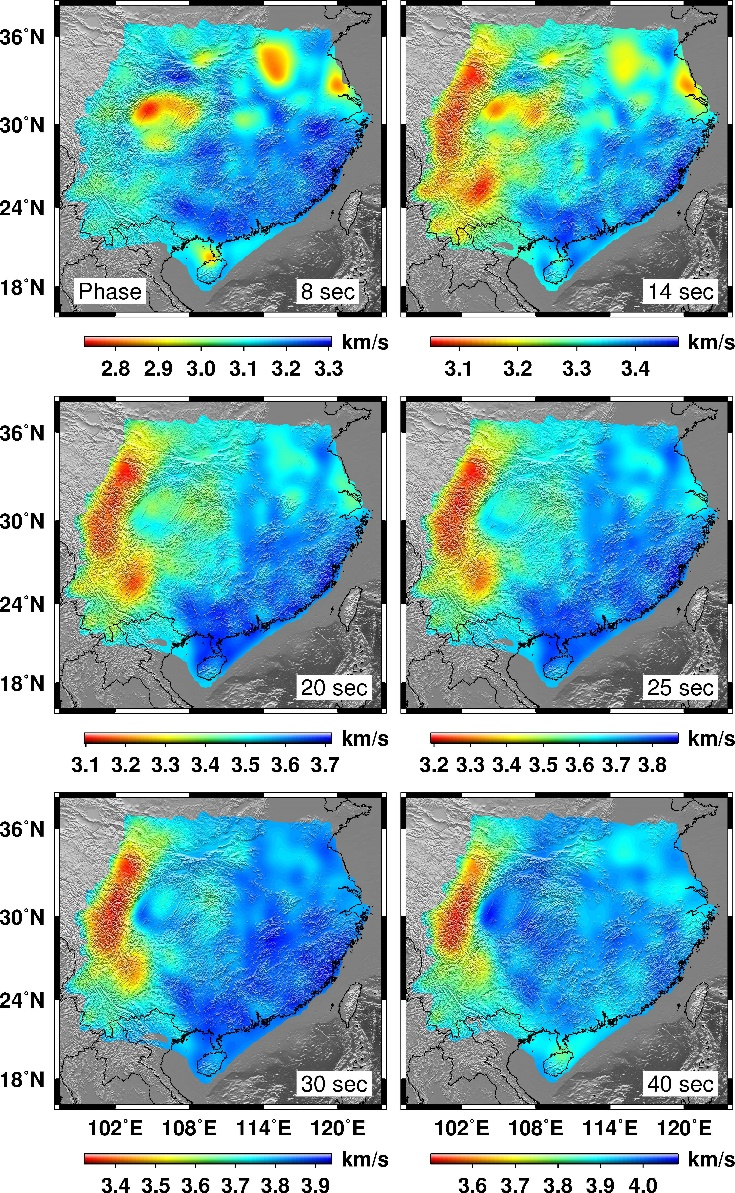 36°N
30°N
24°N
18°N
Phase 8 sec 14 sec
2.8 2.9 3.0 3.1 3.2 3.3 km/s
3.1 3.2 3.3 3.4 km/s
36°N
30°N
24°N
18°N
20 sec 25 sec
3.1 3.2 3.3 3.4 3.5 3.6 3.7 km/s
3.2 3.3 3.4 3.5 3.6 3.7 3.8 km/s
36°N
30°N
24°N
18°N
30 sec 40 sec
102°E 108°E 114°E 120°E
102°E 108°E 114°E 120°E
3.4 3.5 3.6 3.7 3.8 3.9 km/s
3.6 3.7 3.8 3.9 4.0 km/s